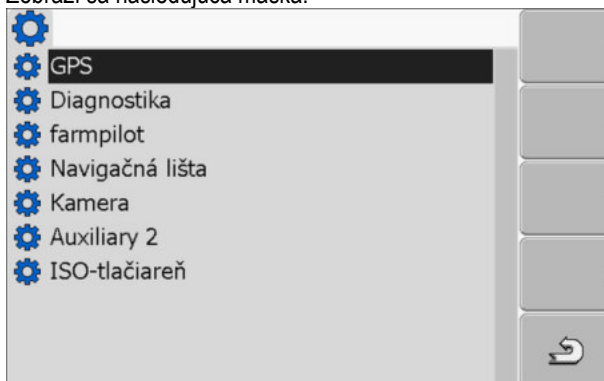 Zobrazí sa nasledujúca maska:
GPS
Diagnostika
farmpilot
Navigačná lišta
Kamera
Auxiliary 2
ISO-tlačiareň